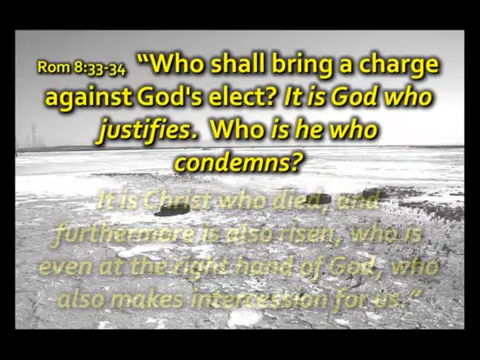 Rom 8:33-34 “Who shall bring a charge
against God's elect? It is God who
justifies. Who is he who
condemns?
It is Christ who died, and
furthermore is also risen, who is
even at the right hand of God, who
also makes intercession for us.”